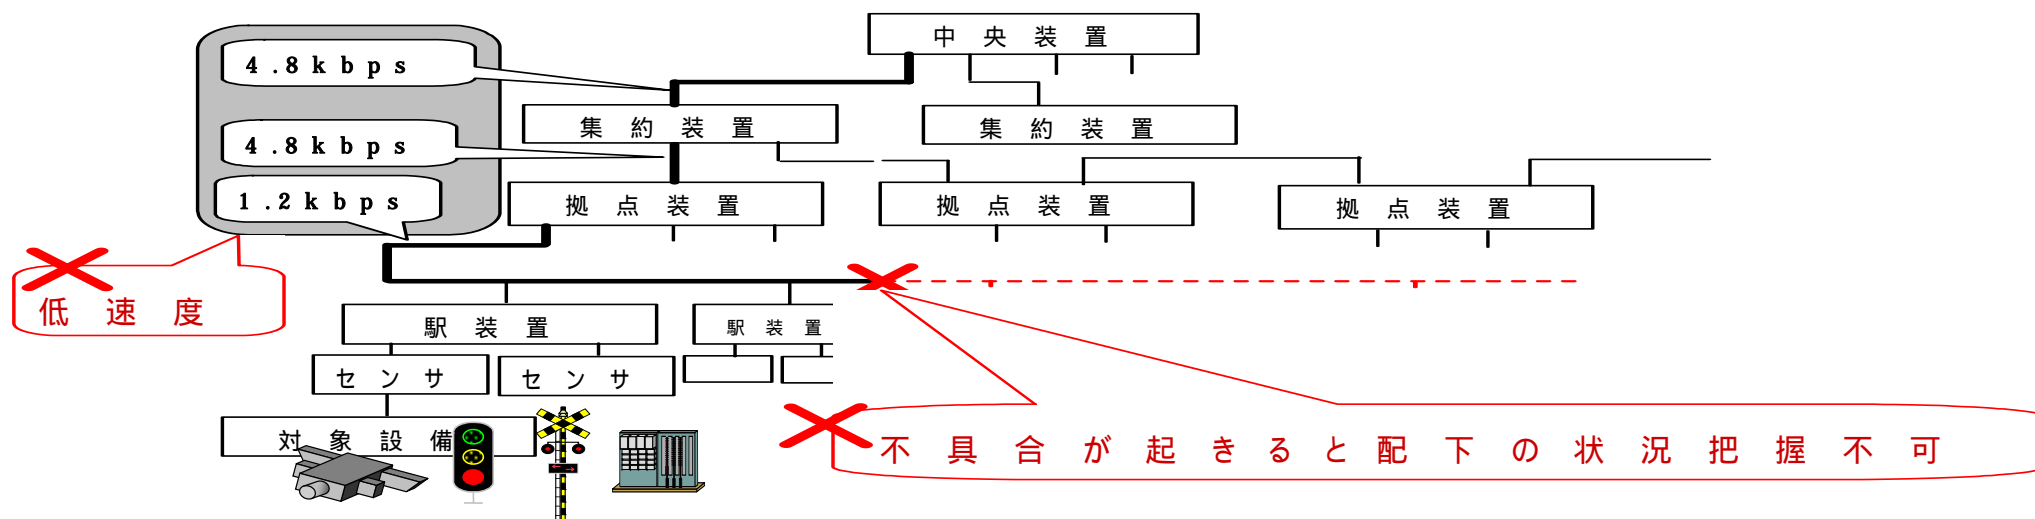 中央装置
4.8kbps
集約装置
集約装置
4.8kbps
1.2kbps
拠点装置
拠点装置
拠点装置
低速度
駅装置
駅装置
センサ
センサ
対象設備
不具合が起きると配下の状況把握不可